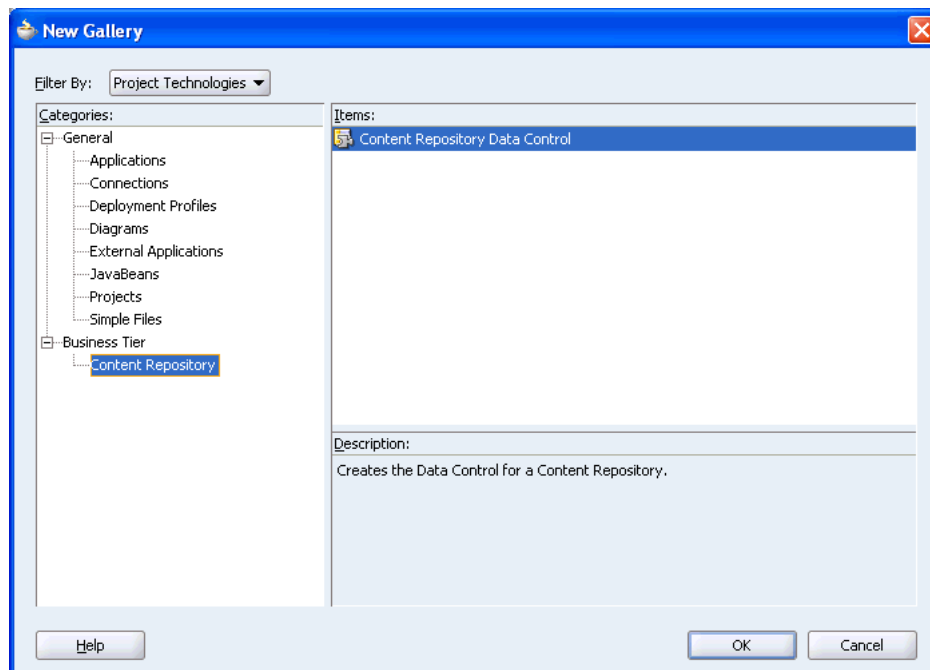 New Gallery
Filter By: Project Technologies
Categories:
General
Applications
Connections
Deployment Profiles
Diagrams
External Applications
JavaBeans
Projects
Simple Files
Business Tier
Content Repository
Items:
Content Repository Data Control
Description:
Creates the Data Control for a Content Repository.
Help
OK
Cancel